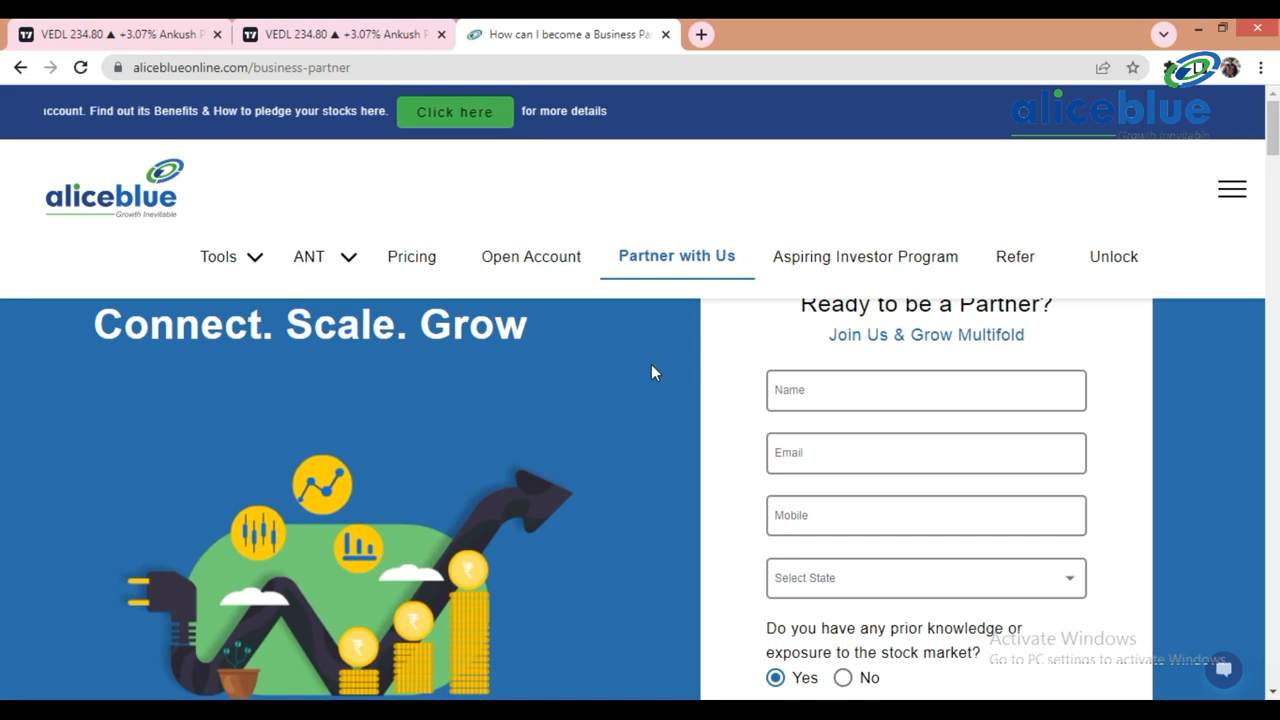 VEDL 234.80 ▲ +3.07% Ankush P
VEDL 234.80 ▲ +3.07% Ankush P
How can I become a Business Pa
aliceblueonline.com/business-partner
account. Find out its Benefits & How to pledge your stocks here.
Click here
for more details
aliceblue
Growth Inevitable
aliceblue
Growth Inevitable
Tools
ANT
Pricing
Open Account
Partner with Us
Aspiring Investor Program
Refer
Unlock
Connect. Scale. Grow
Ready to be a Partner?
Join Us & Grow Multifold
Name
Email
Mobile
Select State
Do you have any prior knowledge or
exposure to the stock market?
Yes
No
Activate Windows
Go to PC settings to activate Windows.